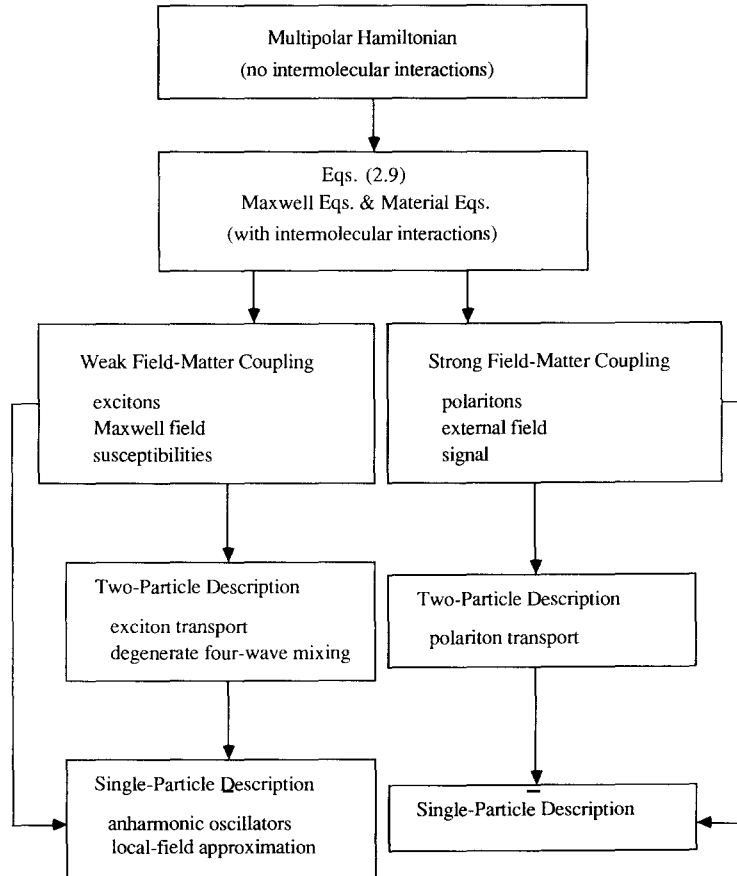 Multipolar Hamiltonian
(no intermolecular interactions)
Eqs. (2.9)
Maxwell Eqs. & Material Eqs.
(with intermolecular interactions)
Weak Field-Matter Coupling
excitons
Maxwell field
susceptibilities
Strong Field-Matter Coupling
polaritons
external field
signal
Two-Particle Description
exciton transport
degenerate four-wave mixing
Two-Particle Description
polariton transport
Single-Particle Description
anharmonic oscillators
local-field approximation
Single-Particle Description